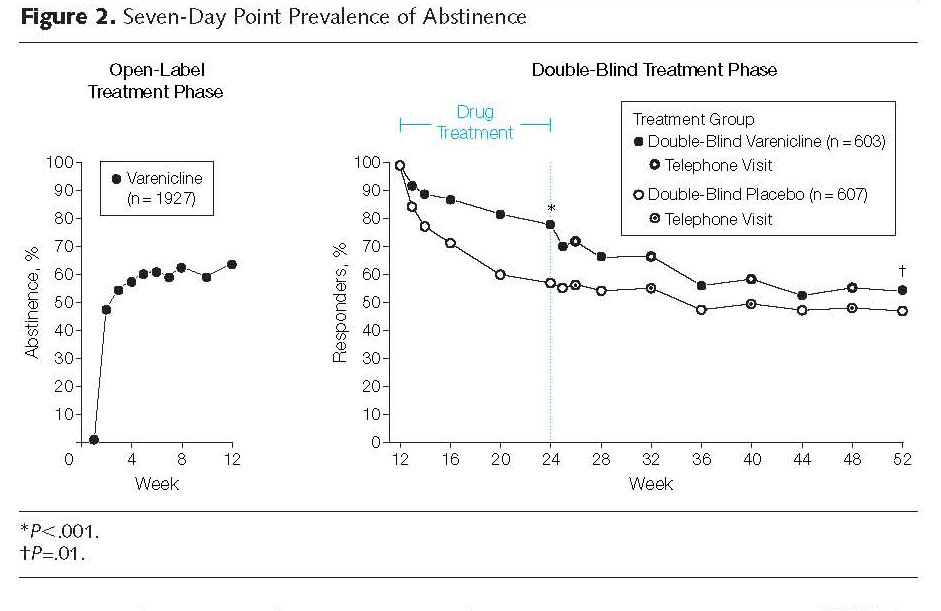 Figure 2. Seven-Day Point Prevalence of Abstinence
Open-Label
Treatment Phase
Varenicline
(n = 1927)
Abstinence, %
100
90
80
70
60
50
40
30
20
10
0
4
8
12
Week
Double-Blind Treatment Phase
Drug
Treatment
Treatment Group
Double-Blind Varenicline (n = 603)
Telephone Visit
Double-Blind Placebo (n = 607)
Telephone Visit
Responders, %
100
90
80
70
60
50
40
30
20
10
0
*
†
12
16
20
24
28
32
36
40
44
48
52
Week
*P<.001.
†P=.01.